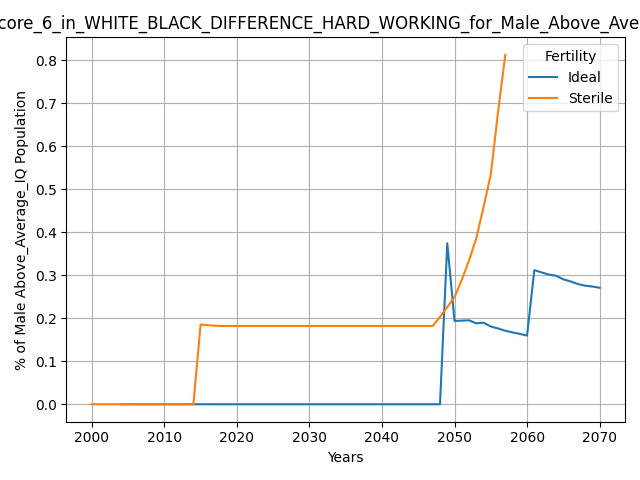 core_6_in_WHITE_BLACK_DIFFERENCE_HARD_WORKING_for_Male_Above_Ave
Fertility
Ideal
Sterile
% of Male Above_Average_IQ Population
0.8
0.7
0.6
0.5
0.4
0.3
0.2
0.1
0.0
2000 2010 2020 2030 2040 2050 2060 2070
Years